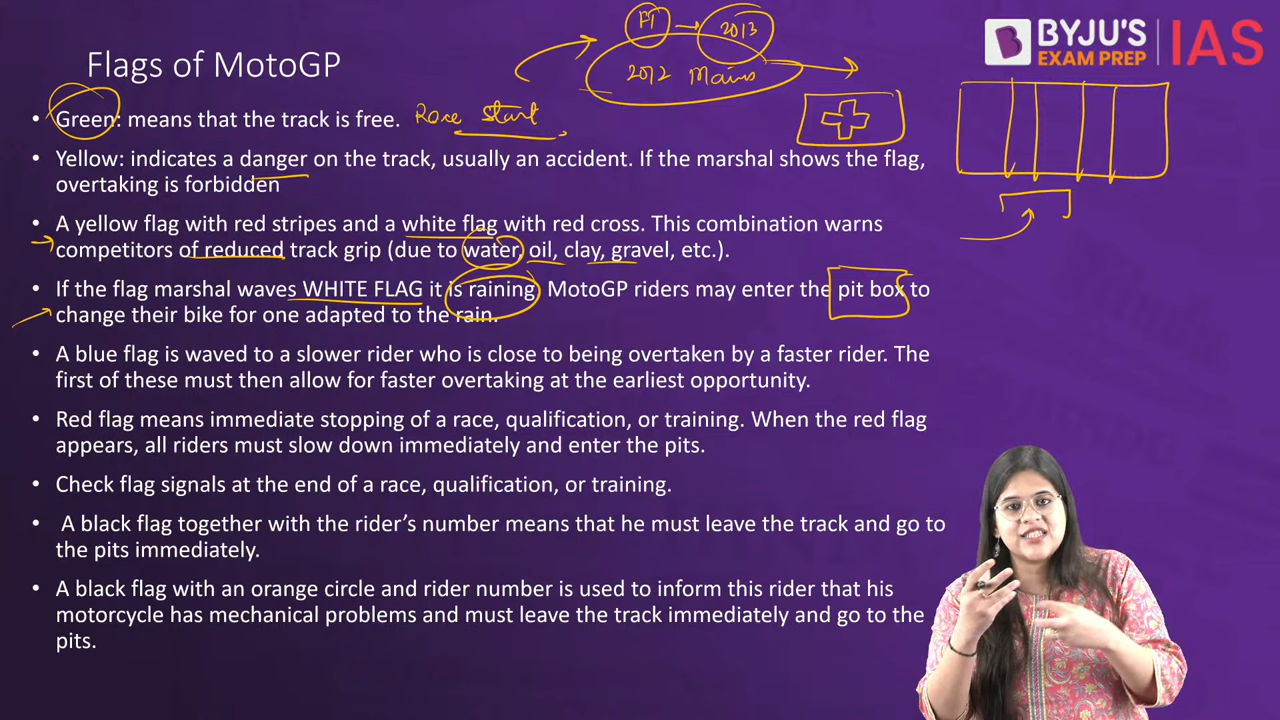 FI → 2013
BYJU'S IAS
EXAM PREP
Flags of MotoGP
2012 Mains
• Green: means that the track is free. Race start
• Yellow: indicates a danger on the track, usually an accident. If the marshal shows the flag,
overtaking is forbidden
• A yellow flag with red stripes and a white flag with red cross. This combination warns
competitors of reduced track grip (due to water, oil, clay, gravel, etc.).
• If the flag marshal waves WHITE FLAG it is raining MotoGP riders may enter the pit box to
change their bike for one adapted to the rain.
• A blue flag is waved to a slower rider who is close to being overtaken by a faster rider. The
first of these must then allow for faster overtaking at the earliest opportunity.
• Red flag means immediate stopping of a race, qualification, or training. When the red flag
appears, all riders must slow down immediately and enter the pits.
• Check flag signals at the end of a race, qualification, or training.
• A black flag together with the rider's number means that he must leave the track and go to
the pits immediately.
• A black flag with an orange circle and rider number is used to inform this rider that his
motorcycle has mechanical problems and must leave the track immediately and go to the
pits.